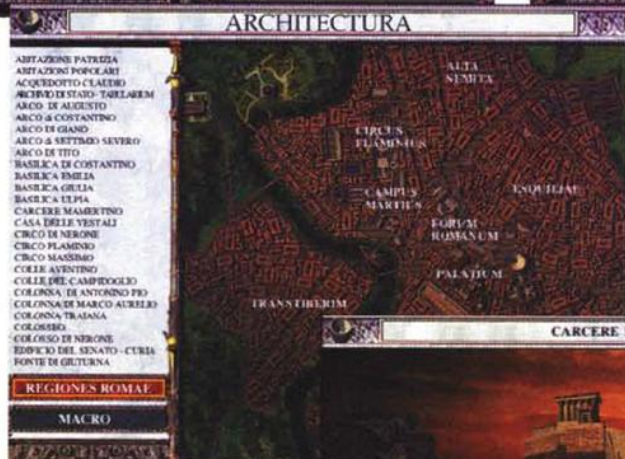 ARCHITECTURA
ABITAZIONE PATRIZIA
ABITAZIONI POPOLARI
ACQUEDOTTO CLAUDIO
ARCHIVIO DI STATO - TABULARIUM
ARCO DI AUGUSTO
ARCO di COSTANTINO
ARCO DI GIANO
ARCO di SETTIMIO SEVERO
ARCO DI TITO
BASILICA DI COSTANTINO
BASILICA EMILIA
BASILICA GIULIA
BASILICA ULPIA
CARCERE MAMERTINO
CASA DELLE VESTALI
CIRCO DI NERONE
CIRCO FLAMINIO
CIRCO MASSIMO
COLLE AVENTINO
COLLE DEL CAMPIDOGLIO
COLONNA DI ANTONINO PIO
COLONNA DI MARCO AURELIO
COLONNA TRAIANA
COLOSSEO
COLOSSO DI NERONE
EDIFICIO DEL SENATO - CURIA
FONTE DI GIUTURNA
REGIONES ROMAE
MACRO
ALTA
SEMITA
CIRCUS
FLAMINIUS
CAMPUS
MARTIUS
ESQUILIAE
FORUM
ROMANUM
PALATIUM
TRANSTIBERIM
CARCERE